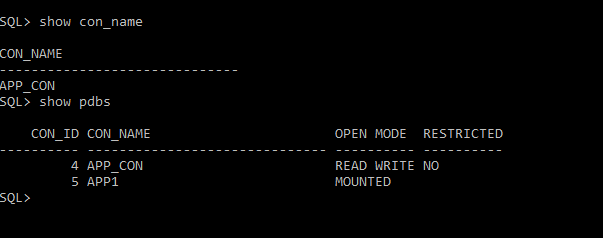 SQL> show con_name
CON_NAME
------------------------------
APP_CON
SQL> show pdbs
    CON_ID CON_NAME                       OPEN MODE  RESTRICTED
---------- ------------------------------ ---------- ----------
         4 APP_CON                        READ WRITE NO
         5 APP1                           MOUNTED
SQL>